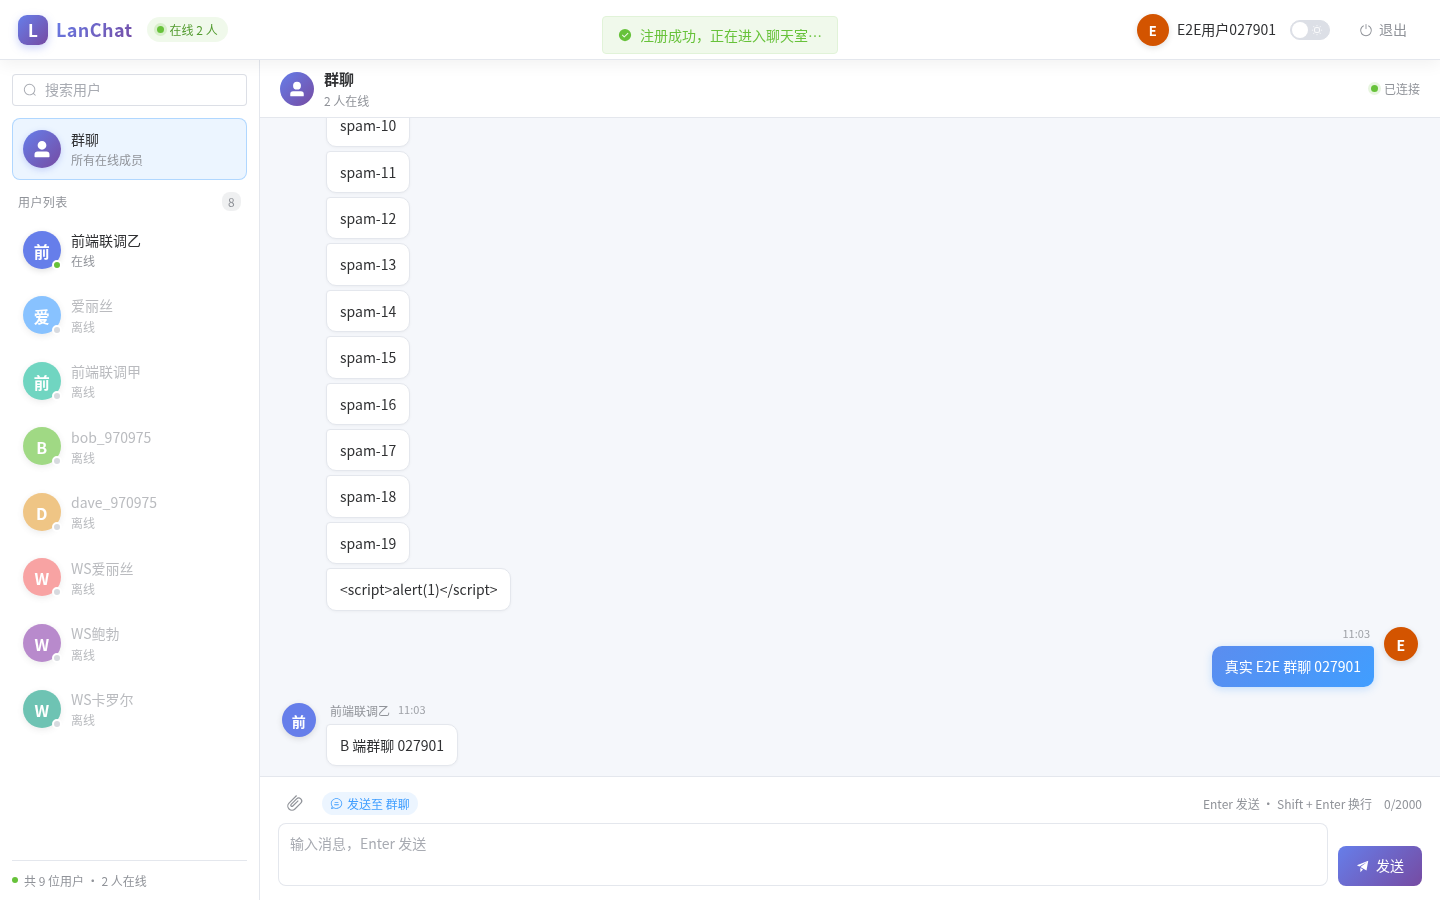 L LanChat
在线 2 人
注册成功，正在进入聊天室…
E E2E用户027901
退出
搜索用户
群聊
所有在线成员
用户列表 8
前 前端联调乙
在线
爱 爱丽丝
离线
前 前端联调甲
离线
B bob_970975
离线
D dave_970975
离线
W WS爱丽丝
离线
W WS鲍勃
离线
W WS卡罗尔
离线
共 9 位用户 · 2 人在线
群聊
2 人在线
已连接
spam-10
spam-11
spam-12
spam-13
spam-14
spam-15
spam-16
spam-17
spam-18
spam-19
<script>alert(1)</script>
11:03
真实 E2E 群聊 027901 E
前 前端联调乙 11:03
B 端群聊 027901
发送至 群聊
Enter 发送 · Shift + Enter 换行 0/2000
输入消息，Enter 发送
发送